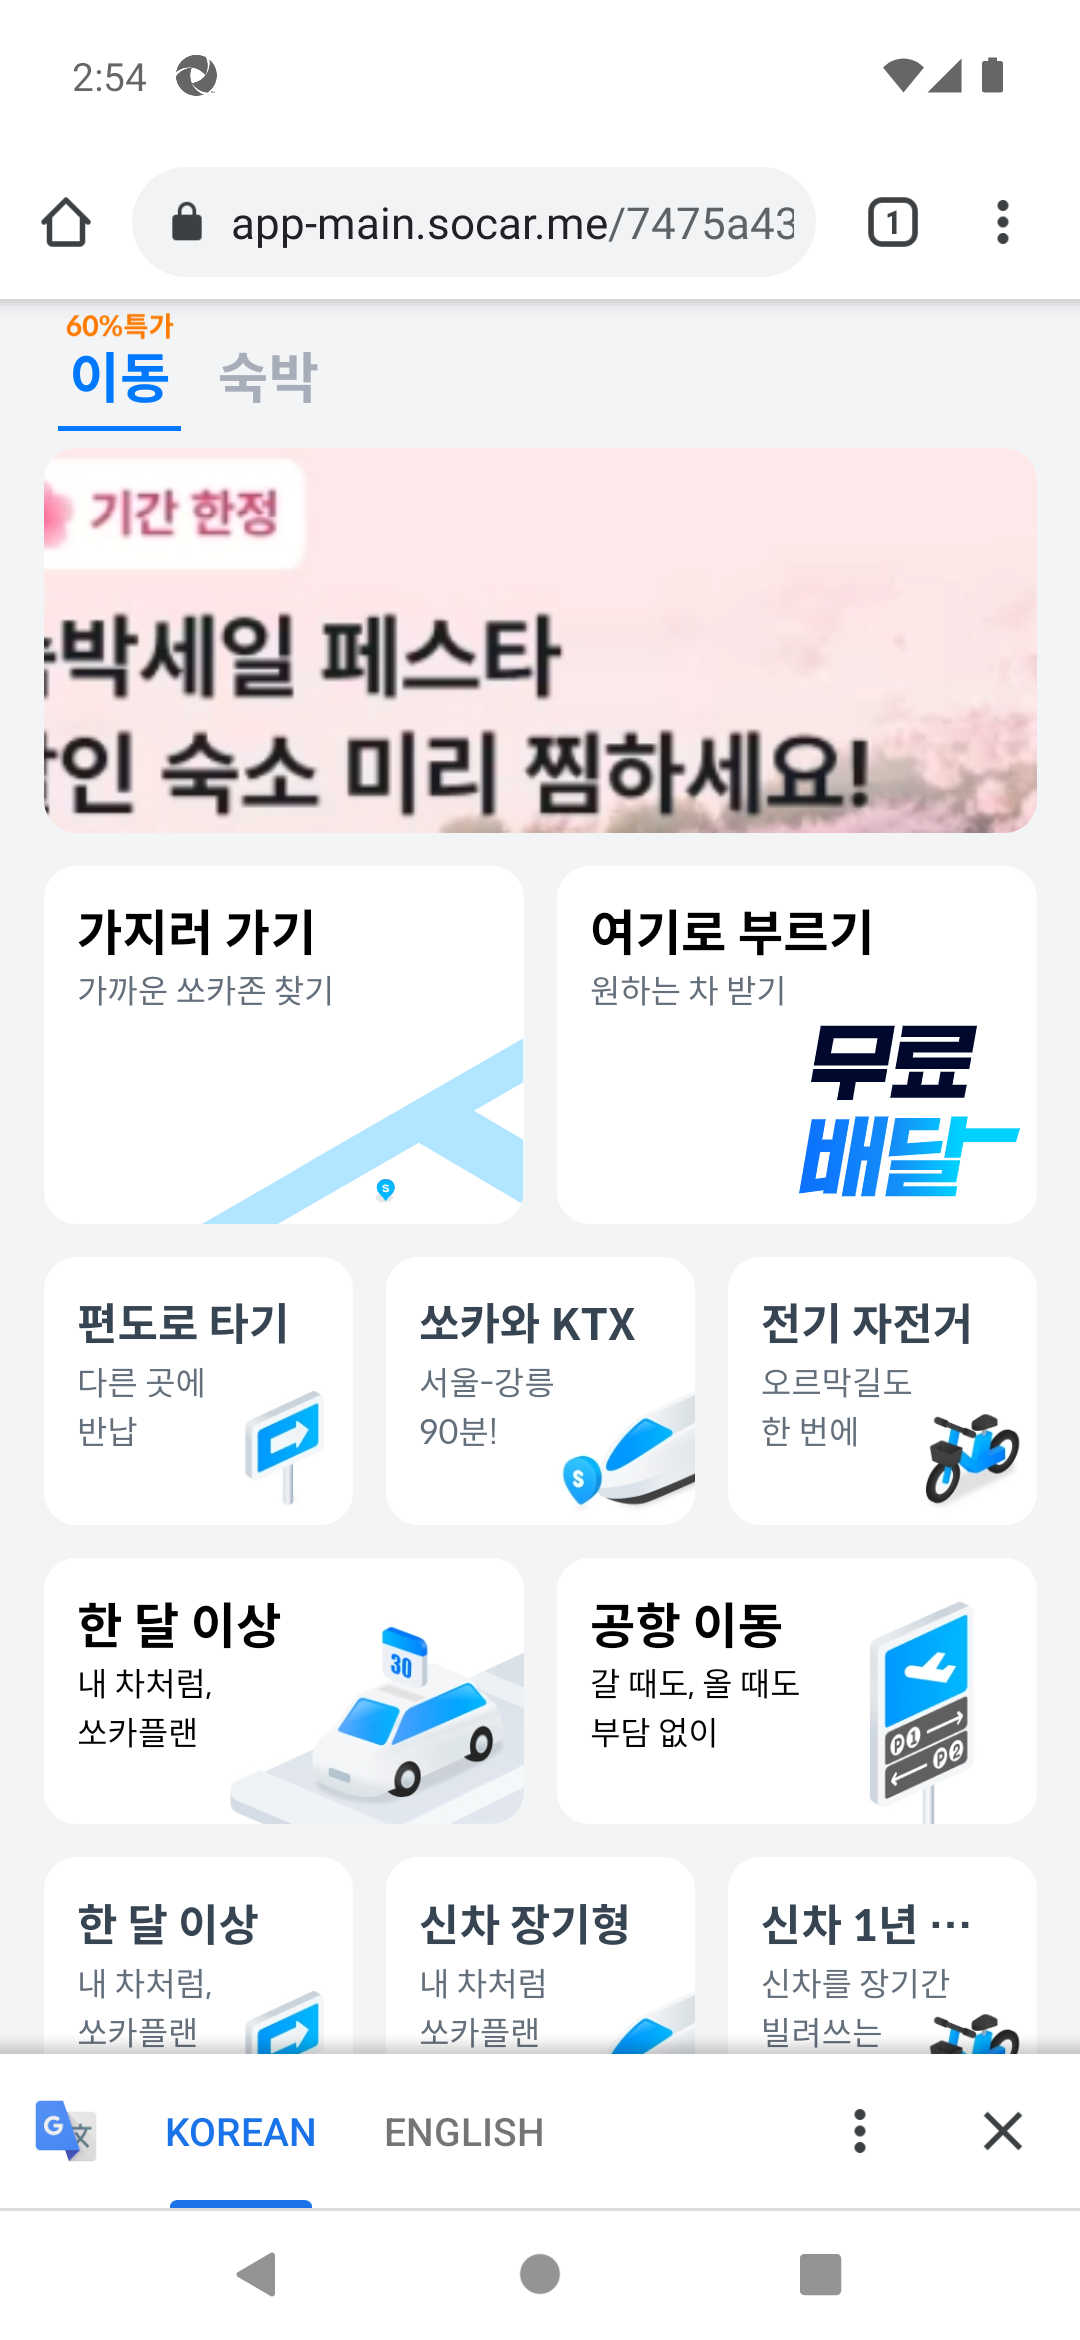 2:54
app-main.socar.me/7475a43
1
60%특가
이동 숙박
기간 한정
박세일 페스타
인 숙소 미리 찜하세요!
가지러 가기
가까운 쏘카존 찾기
S
여기로 부르기
원하는 차 받기
무료
배달
편도로 타기
다른 곳에
반납
쏘카와 KTX
서울-강릉
90분!
S
전기 자전거
오르막길도
한 번에
한 달 이상
내 차처럼,
쏘카플랜
30
공항 이동
갈 때도, 올 때도
부담 없이
P1
P2
한 달 이상
내 차처럼,
쏘카플랜
신차 장기형
내 차처럼
쏘카플랜
신차 1년 ···
신차를 장기간
빌려쓰는
G 文
KOREAN ENGLISH